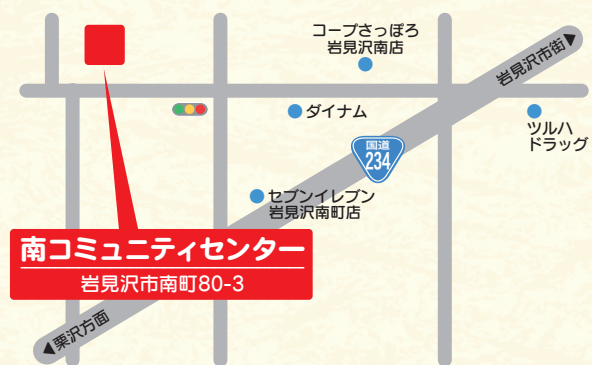 コープさっぽろ
岩見沢南店
岩見沢市街▶
ダイナム
ツルハ
ドラッグ
国道
234
セブンイレブン
岩見沢南町店
南コミュニティセンター
岩見沢市南町80-3
◀栗沢方面